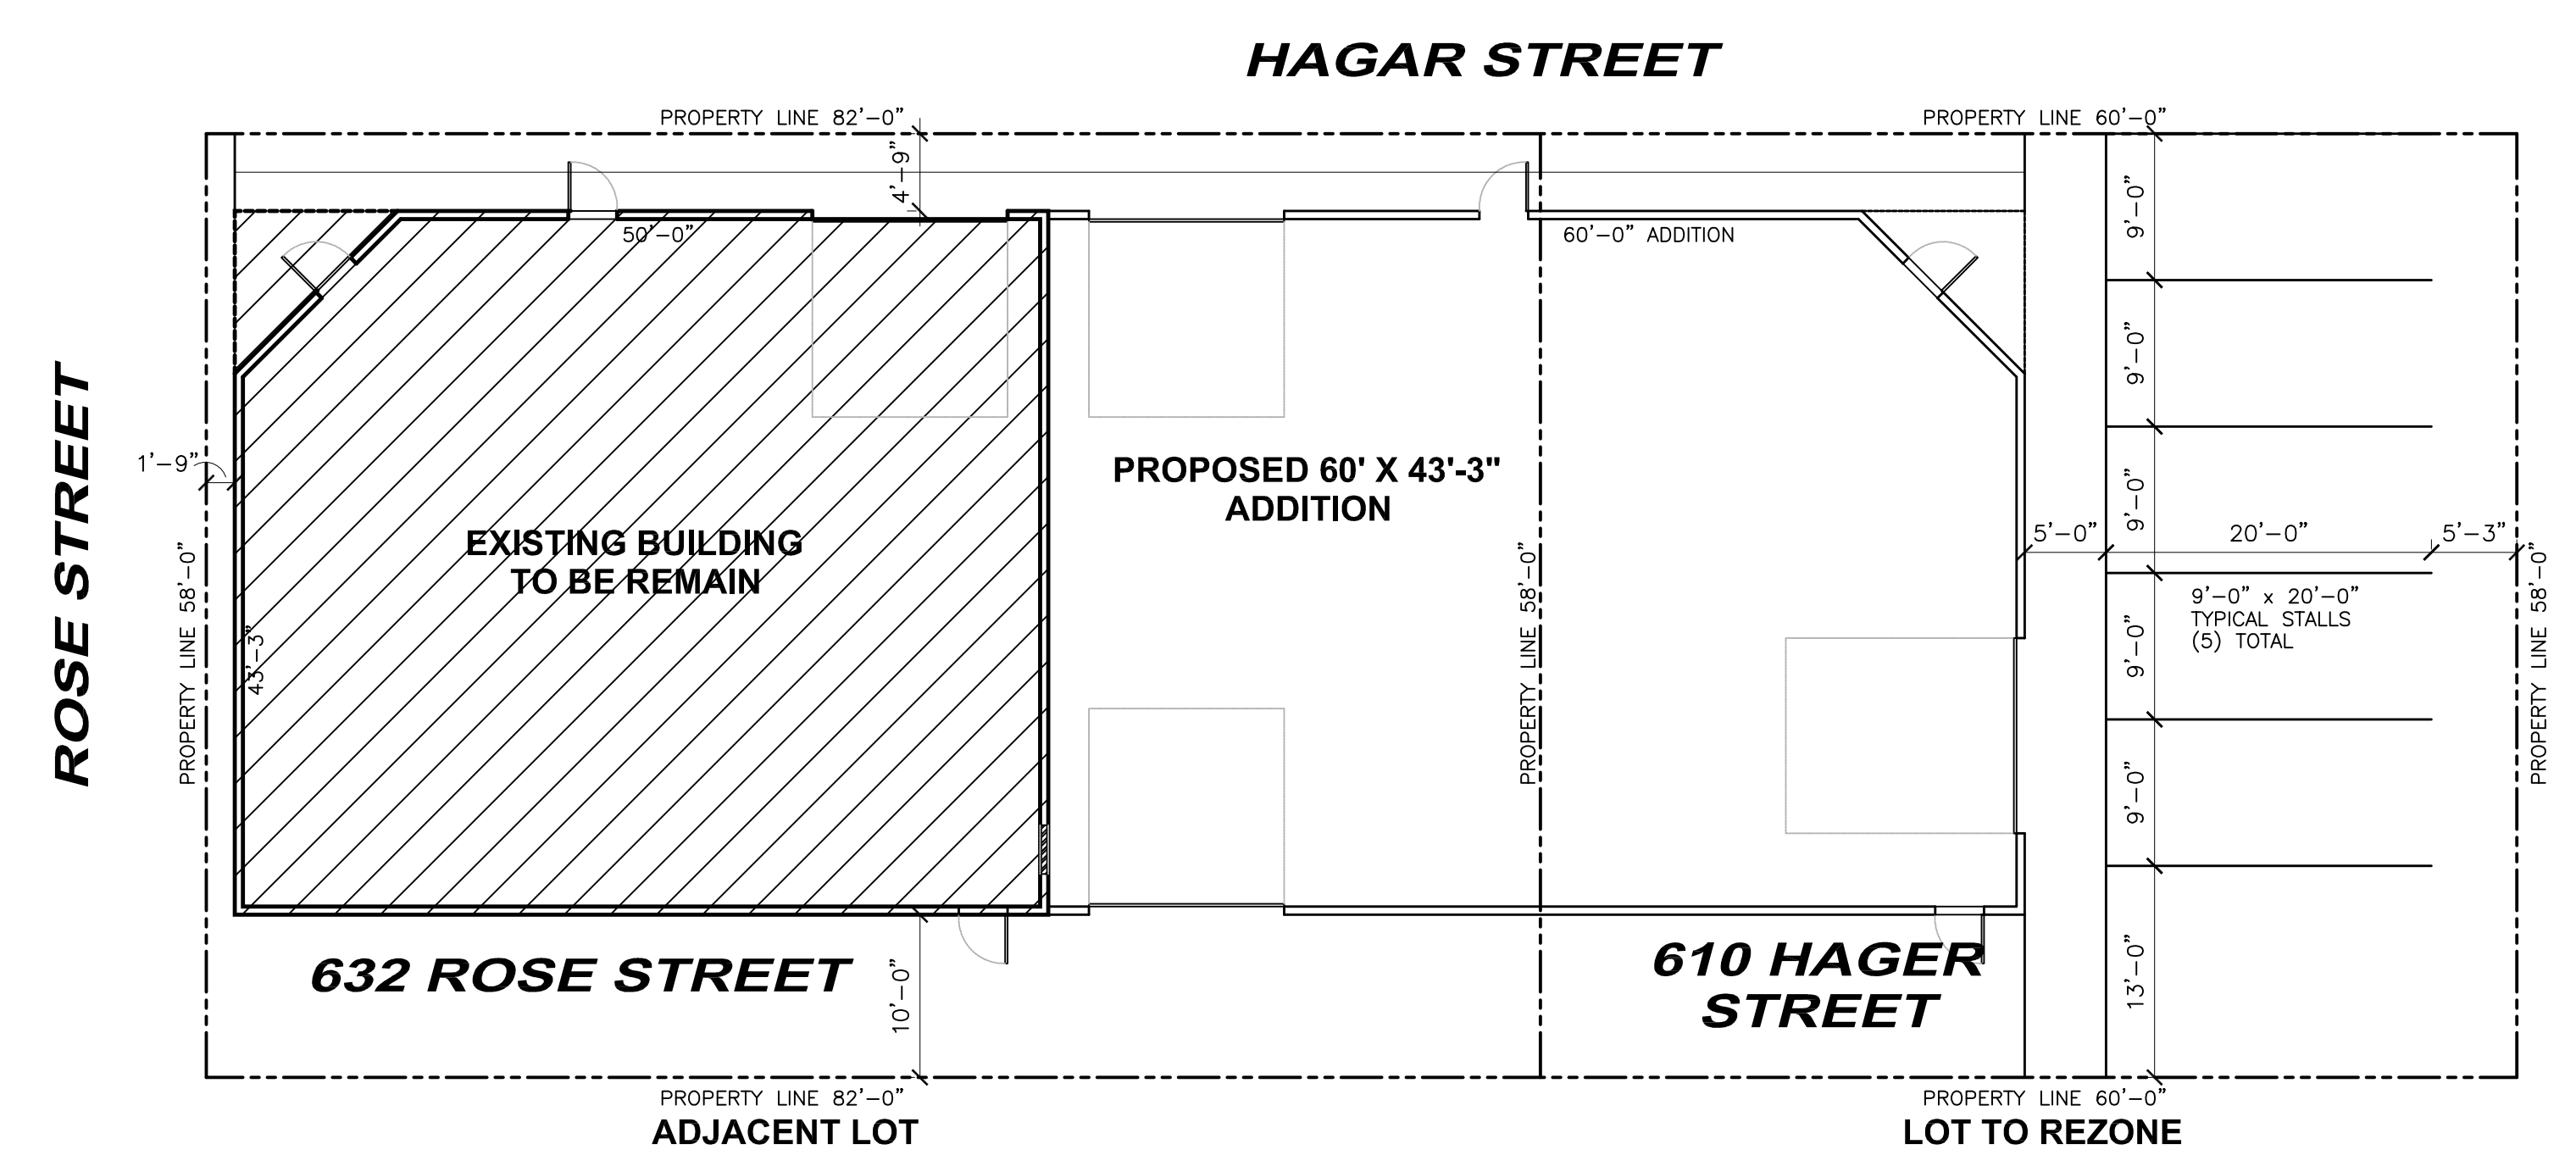 HAGAR STREET
PROPERTY LINE 82’-0”
PROPERTY LINE 60’-0”
4’-9”
9’-0”
50’-0”
60’-0” ADDITION
9’-0”
ROSE STREET
1’-9”
PROPOSED 60' X 43'-3"
ADDITION
9’-0”
EXISTING BUILDING
TO BE REMAIN
5’-0”
20’-0”
5’-3”
PROPERTY LINE 58’-0”
43’-3”
PROPERTY LINE 58’-0”
9’-0” x 20’-0”
TYPICAL STALLS
(5) TOTAL
9’-0”
PROPERTY LINE 58’-0”
9’-0”
632 ROSE STREET
10’-0”
610 HAGER
STREET
13’-0”
PROPERTY LINE 82’-0”
ADJACENT LOT
PROPERTY LINE 60’-0”
LOT TO REZONE